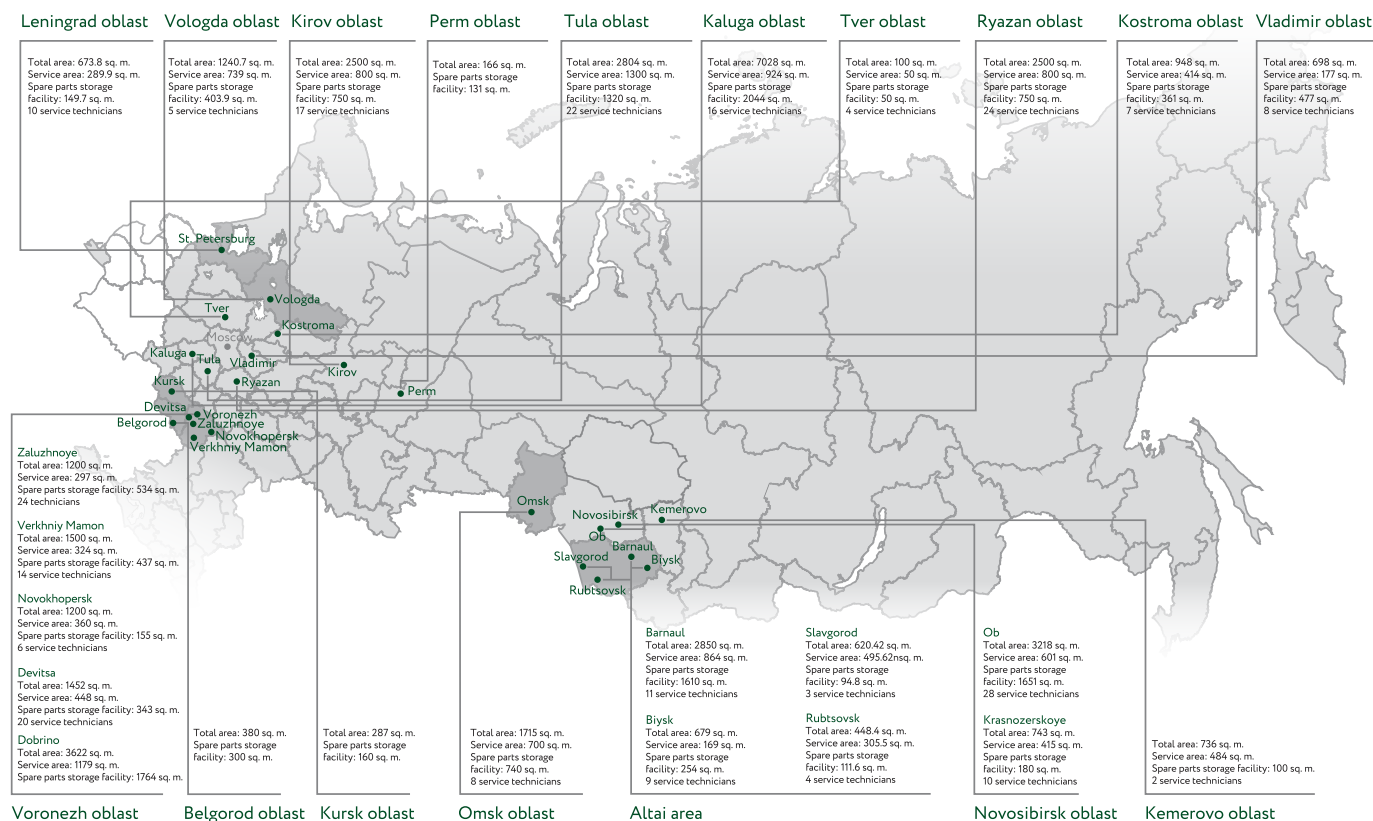 Leningrad oblast
Total area: 673.8 sq. m.
Service area: 289.9 sq. m.
Spare parts storage
facility: 149.7 sq. m.
10 service technicians
Vologda oblast
Total area: 1240.7 sq. m.
Service area: 739 sq. m.
Spare parts storage
facility: 403.9 sq. m.
5 service technicians
Kirov oblast
Total area: 2500 sq. m.
Service area: 800 sq. m.
Spare parts storage
facility: 750 sq. m.
17 service technicians
Perm oblast
Total area: 166 sq. m.
Spare parts storage
facility: 131 sq. m.
Tula oblast
Total area: 2804 sq. m.
Service area: 1300 sq. m.
Spare parts storage
facility: 1320 sq. m.
22 service technicians
Kaluga oblast
Total area: 7028 sq. m.
Service area: 924 sq. m.
Spare parts storage
facility: 2044 sq. m.
16 service technicians
Tver oblast
Total area: 100 sq. m.
Service area: 50 sq. m.
Spare parts storage
facility: 50 sq. m.
4 service technicians
Ryazan oblast
Total area: 2500 sq. m.
Service area: 800 sq. m.
Spare parts storage
facility: 750 sq. m.
24 service technicians
Kostroma oblast
Total area: 948 sq. m.
Service area: 414 sq. m.
Spare parts storage
facility: 361 sq. m.
7 service technicians
Vladimir oblast
Total area: 698 sq. m.
Service area: 177 sq. m.
Spare parts storage
facility: 477 sq. m.
8 service technicians
St. Petersburg
Vologda
Tver
Kostroma
Moscow
Kaluga
Tula
Vladimir
Kirov
Kursk
Ryazan
Perm
Devitsa
Voronezh
Belgorod
Zaluzhnoye
Novokhopersk
Verkhniy Mamon
Omsk
Novosibirsk
Kemerovo
Ob
Barnaul
Slavgorod
Biysk
Rubtsovsk
Zaluzhnoye
Total area: 1200 sq. m.
Service area: 297 sq. m.
Spare parts storage facility: 534 sq. m.
24 technicians
Verkhniy Mamon
Total area: 1500 sq. m.
Service area: 324 sq. m.
Spare parts storage facility: 437 sq. m.
14 service technicians
Novokhopersk
Total area: 1200 sq. m.
Service area: 360 sq. m.
Spare parts storage facility: 155 sq. m.
6 service technicians
Devitsa
Total area: 1452 sq. m.
Service area: 448 sq. m.
Spare parts storage facility: 343 sq. m.
20 service technicians
Dobrino
Total area: 3622 sq. m.
Service area: 1179 sq. m.
Spare parts storage facility: 1764 sq. m.
Voronezh oblast
Total area: 380 sq. m.
Spare parts storage
facility: 300 sq. m.
Belgorod oblast
Total area: 287 sq. m.
Spare parts storage
facility: 160 sq. m.
Kursk oblast
Total area: 1715 sq. m.
Service area: 700 sq. m.
Spare parts storage
facility: 740 sq. m.
8 service technicians
Omsk oblast
Barnaul
Total area: 2850 sq. m.
Service area: 864 sq. m.
Spare parts storage
facility: 1610 sq. m.
11 service technicians
Biysk
Total area: 679 sq. m.
Service area: 169 sq. m.
Spare parts storage
facility: 254 sq. m.
9 service technicians
Slavgorod
Total area: 620.42 sq. m.
Service area: 495.62nsq. m.
Spare parts storage
facility: 94.8 sq. m.
3 service technicians
Rubtsovsk
Total area: 448.4 sq. m.
Service area: 305.5 sq. m.
Spare parts storage
facility: 111.6 sq. m.
4 service technicians
Altai area
Ob
Total area: 3218 sq. m.
Service area: 601 sq. m.
Spare parts storage
facility: 1651 sq. m.
28 service technicians
Krasnozerskoye
Total area: 743 sq. m.
Service area: 415 sq. m.
Spare parts storage
facility: 180 sq. m.
10 service technicians
Novosibirsk oblast
Total area: 736 sq. m.
Service area: 484 sq. m.
Spare parts storage facility: 100 sq. m.
2 service technicians
Kemerovo oblast